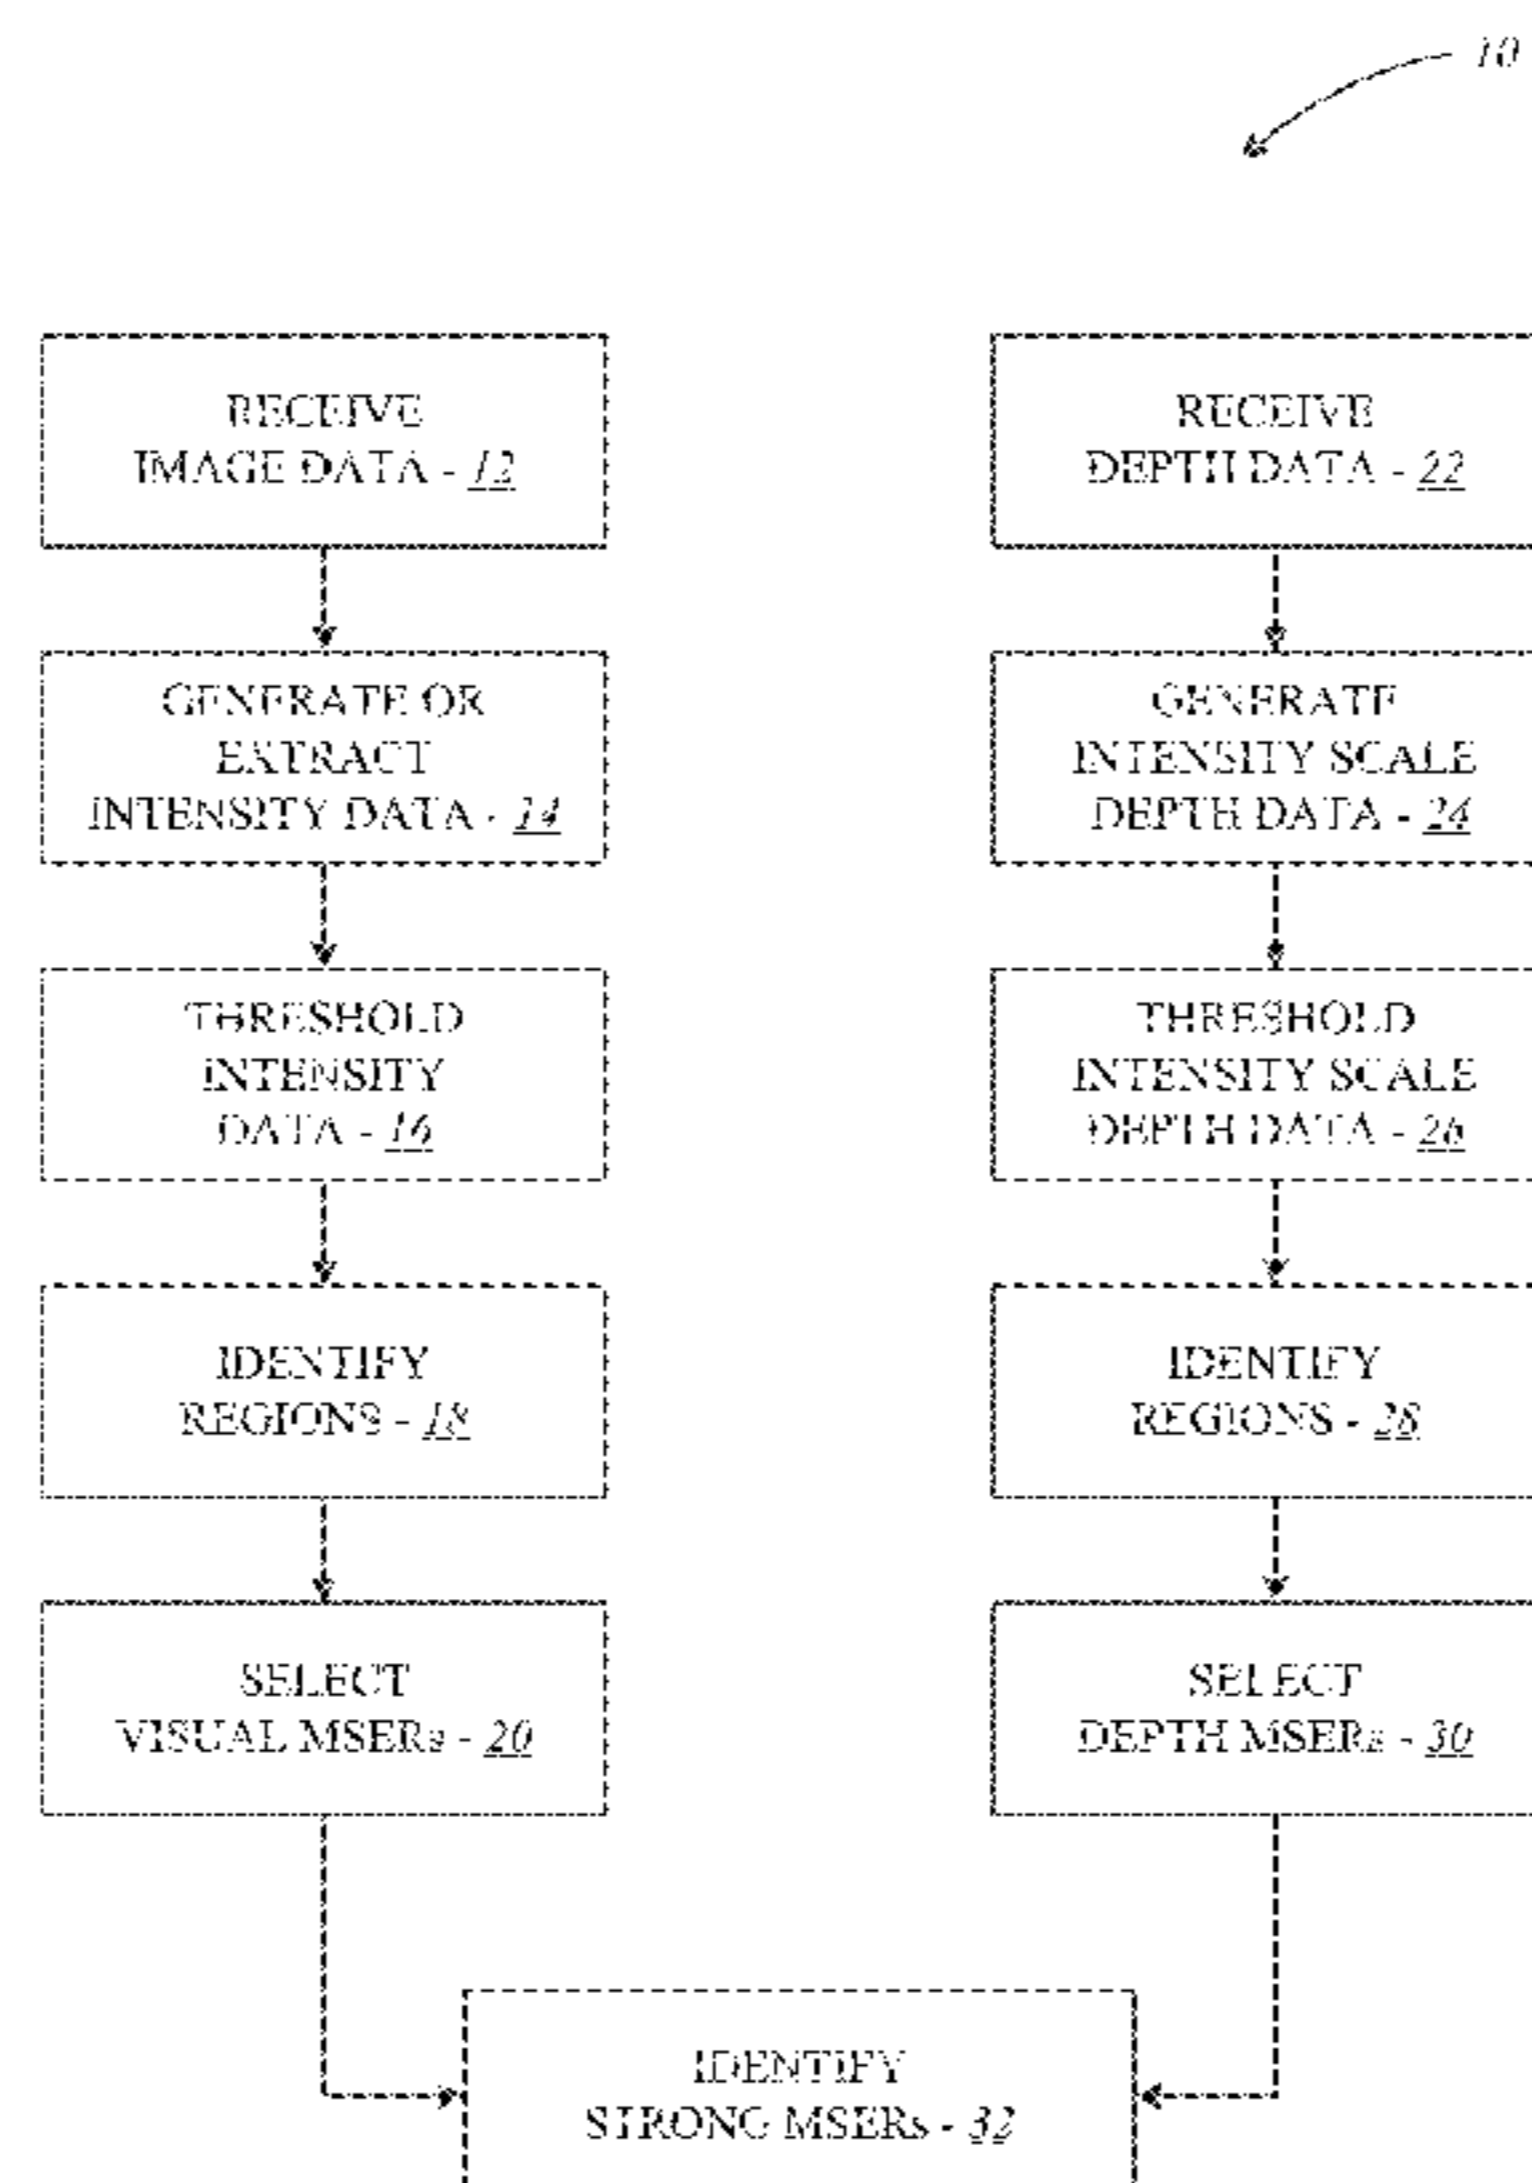 10
RECEIVE
IMAGE DATA - 12
GENERATE OR
EXTRACT
INTENSITY DATA - 14
THRESHOLD
INTENSITY
DATA - 16
IDENTIFY
REGIONS - 18
SELECT
VISUAL MSERs - 20
RECEIVE
DEPTH DATA - 22
GENERATE
INTENSITY SCALE
DEPTH DATA - 24
THRESHOLD
INTENSITY SCALE
DEPTH DATA - 26
IDENTIFY
REGIONS - 28
SELECT
DEPTH MSERs - 30
IDENTIFY
STRONG MSERs - 32